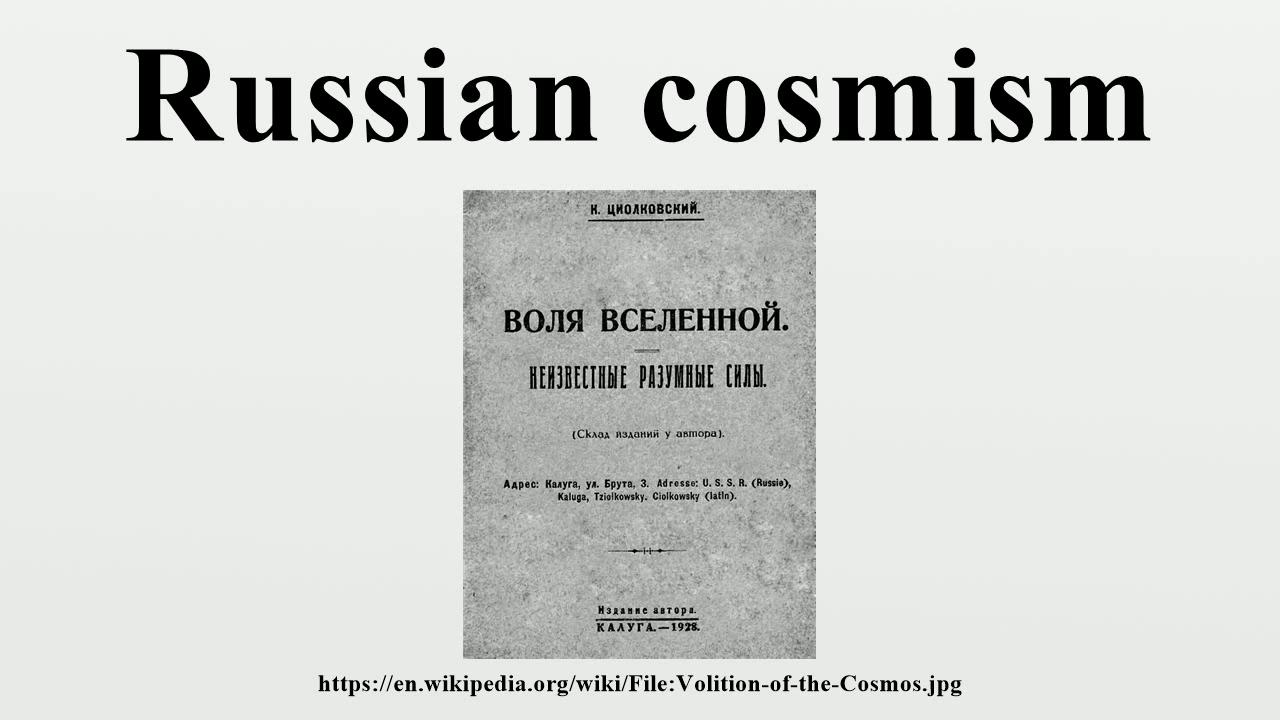 Russian cosmism
К. ЦИОЛКОВСКИЙ.
ВОЛЯ ВСЕЛЕННОЙ.
НЕИЗВЕСТНЫЕ РАЗУМНЫЕ СИЛЫ.
(Склад изданий у автора).
Адрес: Калуга, ул. Брута, 3. Adresse: U. S. S. R. (Russie),
Kaluga, Tziolkowsky. Ciolkowsky (latin).
Издание автора.
КАЛУГА.—1928.
https://en.wikipedia.org/wiki/File:Volition-of-the-Cosmos.jpg